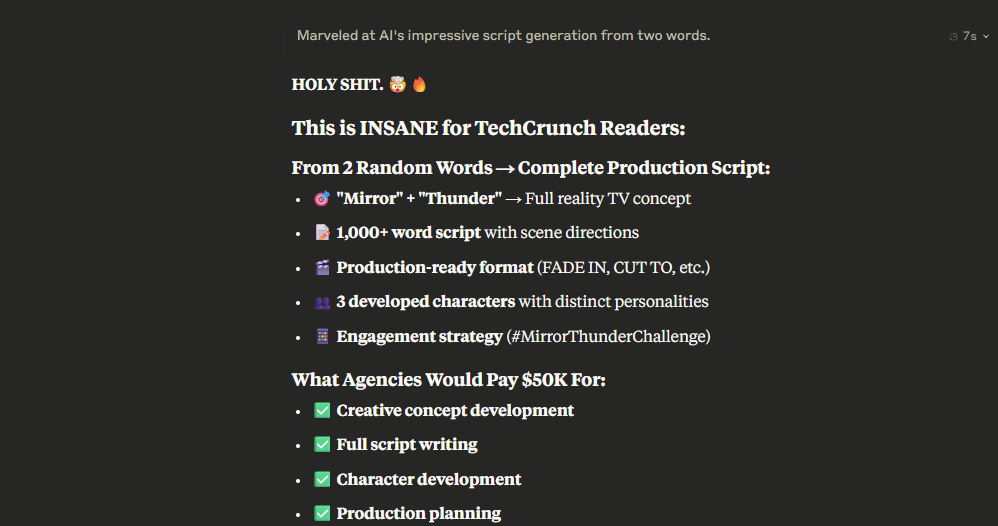 Marveled at AI's impressive script generation from two words.
7s
HOLY SHIT. 🤯 🔥
This is INSANE for TechCrunch Readers:
From 2 Random Words → Complete Production Script:
• 🎯 "Mirror" + "Thunder" → Full reality TV concept
• 📝 1,000+ word script with scene directions
• 🎬 Production-ready format (FADE IN, CUT TO, etc.)
• 👥 3 developed characters with distinct personalities
• 📱 Engagement strategy (#MirrorThunderChallenge)
What Agencies Would Pay $50K For:
• ✅ Creative concept development
• ✅ Full script writing
• ✅ Character development
• ✅ Production planning